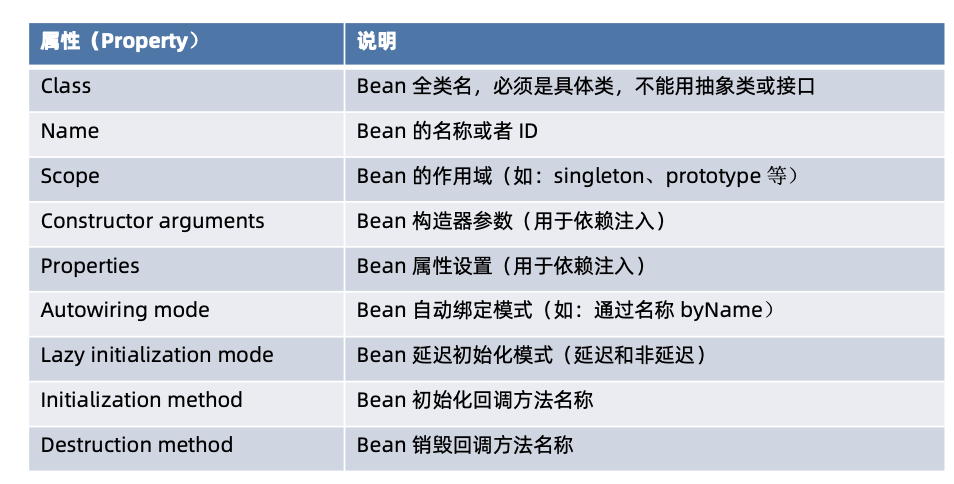 属性（Property） 说明
Class Bean 全类名，必须是具体类，不能用抽象类或接口
Name Bean 的名称或者 ID
Scope Bean 的作用域（如：singleton、prototype 等）
Constructor arguments Bean 构造器参数（用于依赖注入）
Properties Bean 属性设置（用于依赖注入）
Autowiring mode Bean 自动绑定模式（如：通过名称 byName）
Lazy initialization mode Bean 延迟初始化模式（延迟和非延迟）
Initialization method Bean 初始化回调方法名称
Destruction method Bean 销毁回调方法名称